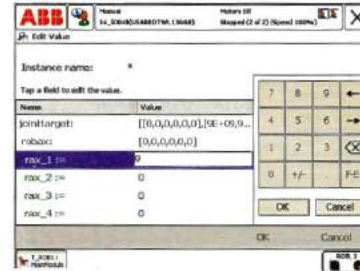 ABB
Manual
Motors Off
Stopped (2 of 2) (Speed 100%)
Edit Value
Instance name: *
Tap a field to edit the value.
Name Value
jointtarget: [[0,0,0,0,0,0],[9E+09,9...
robax: [0,0,0,0,0,0]
rax_1 := 0
rax_2 := 0
rax_3 := 0
rax_4 := 0
7 8 9
4 5 6
1 2 3
0 +/- . F-E
OK Cancel
OK Cancel
T_ROB1
MainModule
ROB_1